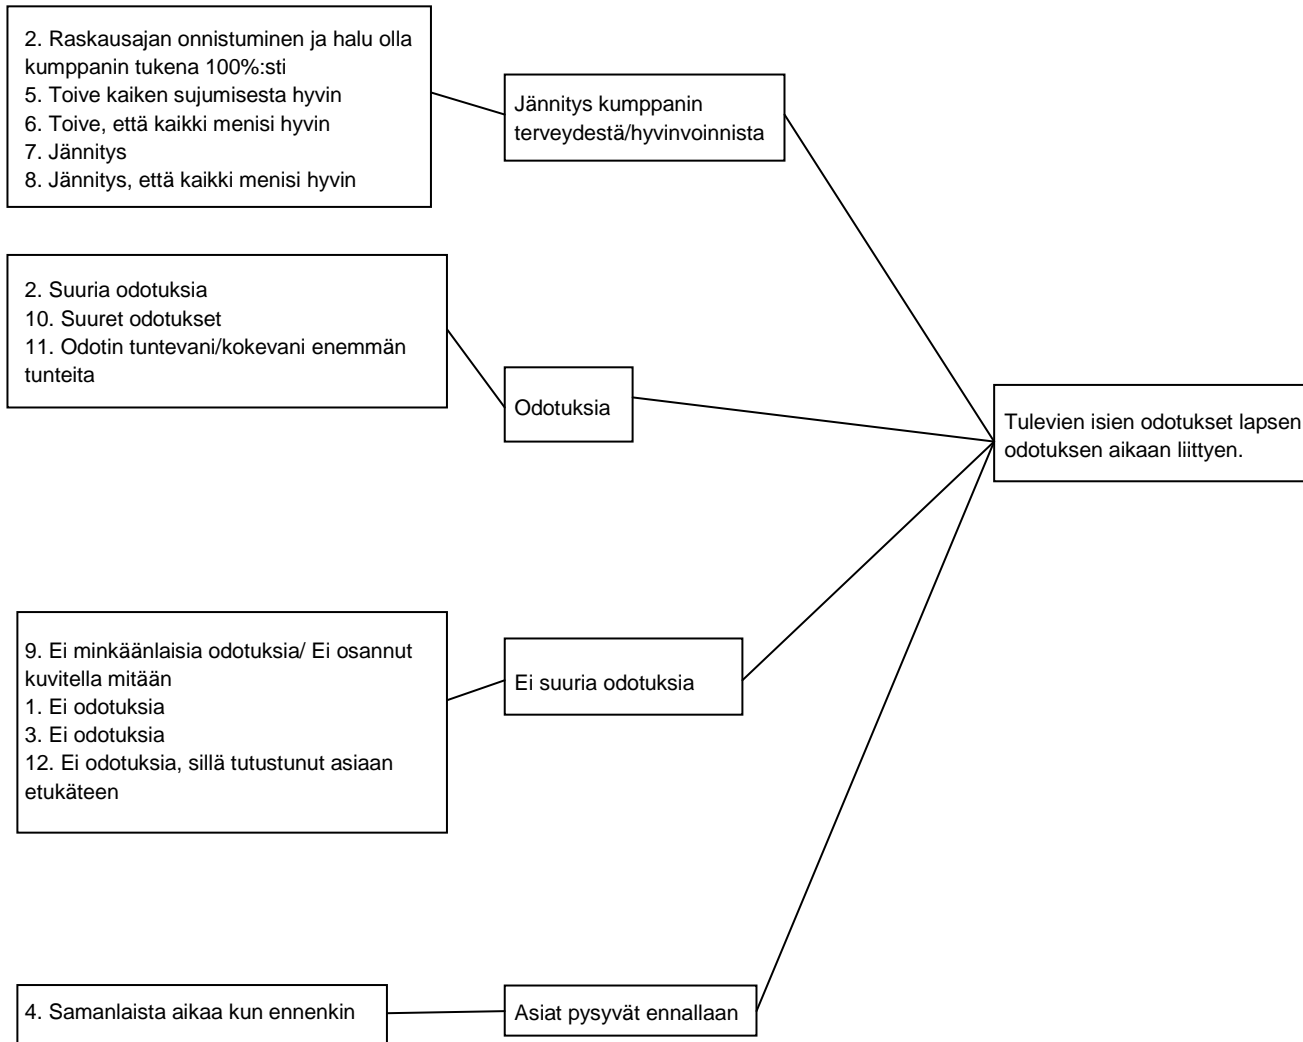 2. Raskausajan onnistuminen ja halu olla
kumppanin tukena 100%:sti
5. Toive kaiken sujumisesta hyvin
6. Toive, että kaikki menisi hyvin
7. Jännitys
8. Jännitys, että kaikki menisi hyvin
Jännitys kumppanin
terveydestä/hyvinvoinnista
2. Suuria odotuksia
10. Suuret odotukset
11. Odotin tuntevani/kokevani enemmän
tunteita
Odotuksia
Tulevien isien odotukset lapsen
odotuksen aikaan liittyen.
9. Ei minkäänlaisia odotuksia/ Ei osannut
kuvitella mitään
1. Ei odotuksia
3. Ei odotuksia
12. Ei odotuksia, sillä tutustunut asiaan
etukäteen
Ei suuria odotuksia
4. Samanlaista aikaa kun ennenkin
Asiat pysyvät ennallaan